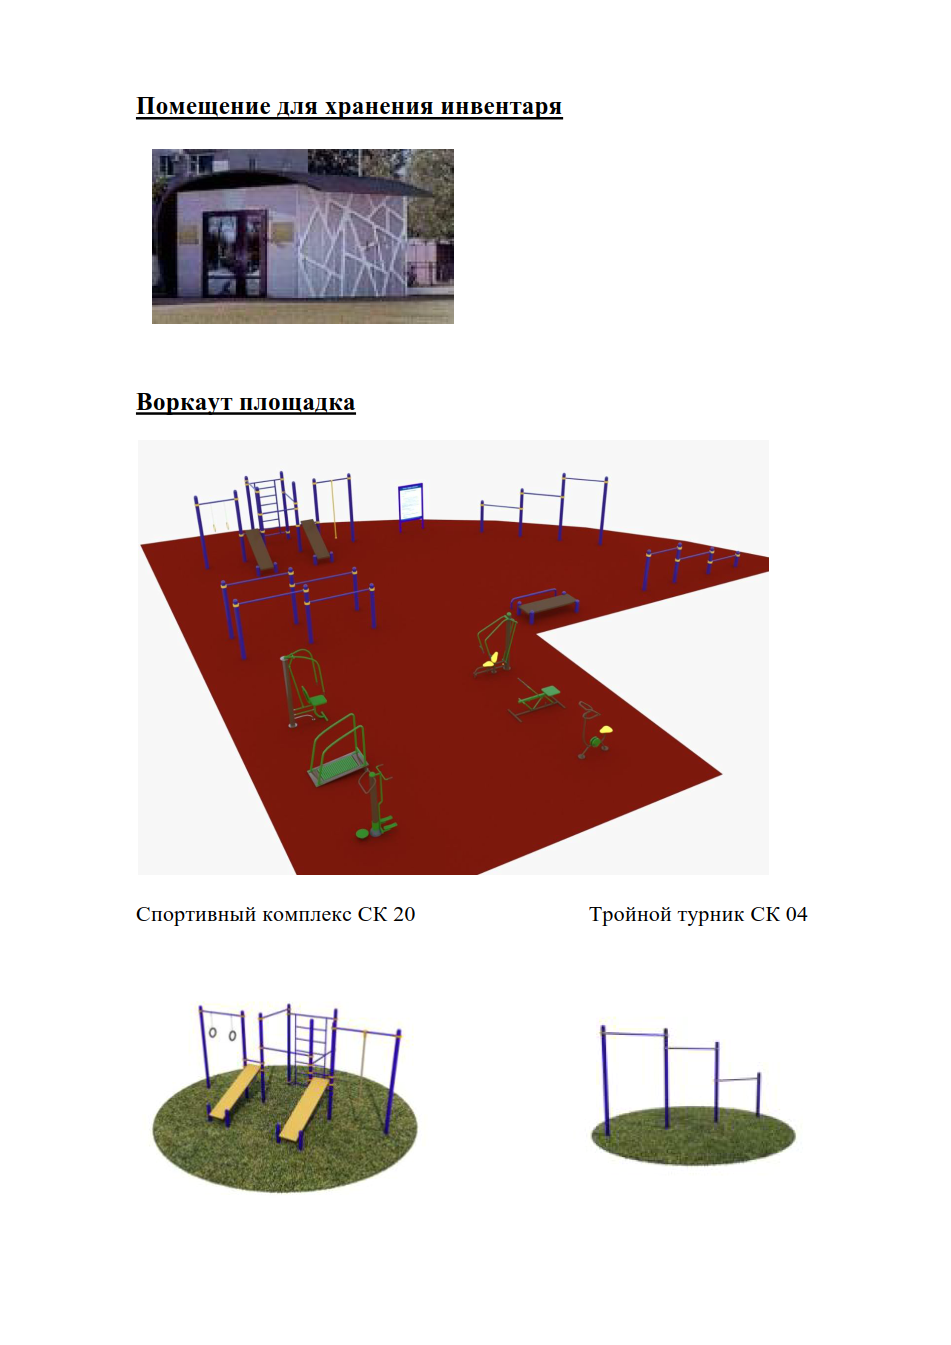 Помещение для хранения инвентаря
Воркаут площадка
Спортивный комплекс СК 20
Тройной турник СК 04